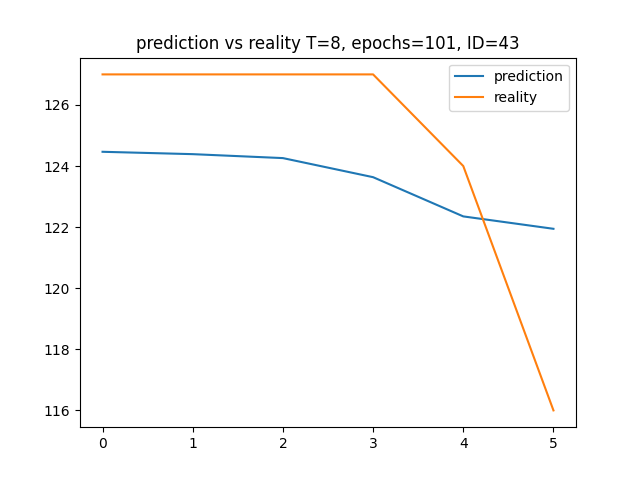 prediction vs reality T=8, epochs=101, ID=43
prediction
reality
126
124
122
120
118
116
0 1 2 3 4 5